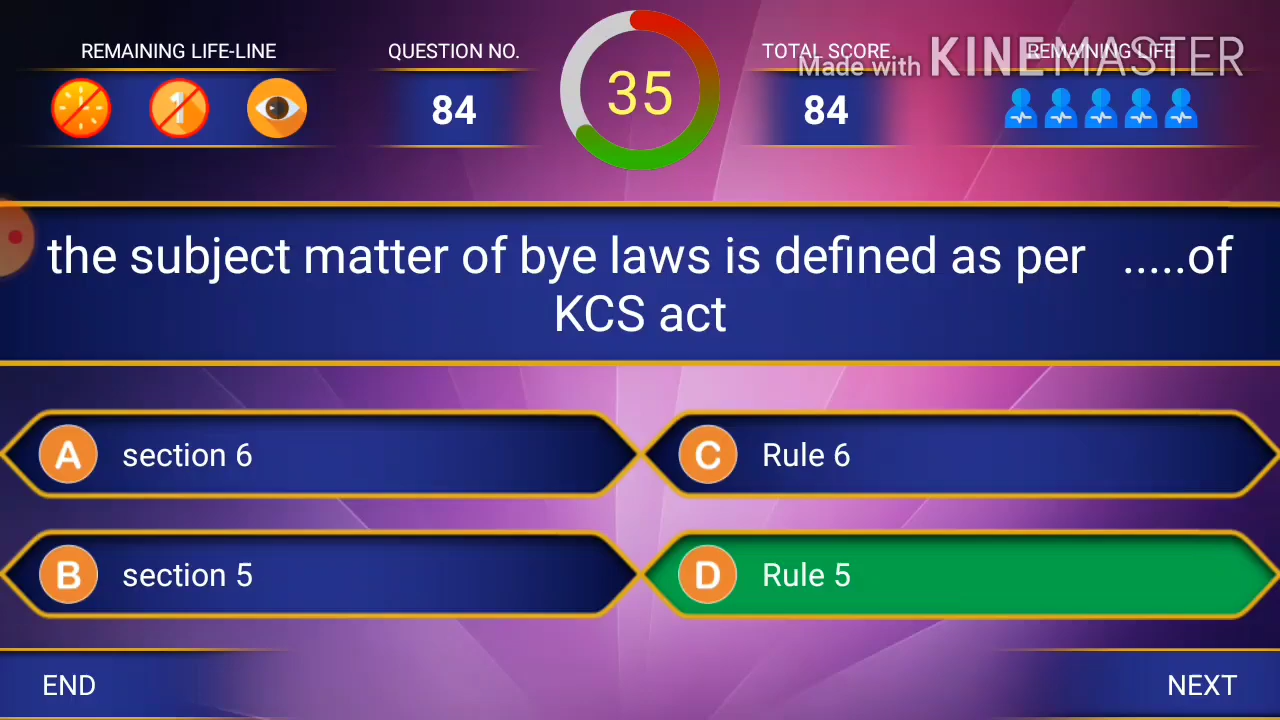 REMAINING LIFE-LINE
QUESTION NO.
TOTAL SCORE
REMAINING LIFE
Made with KINEMASTER
1
84
35
84
the subject matter of bye laws is defined as per .....of
KCS act
A section 6
C Rule 6
B section 5
D Rule 5
END
NEXT